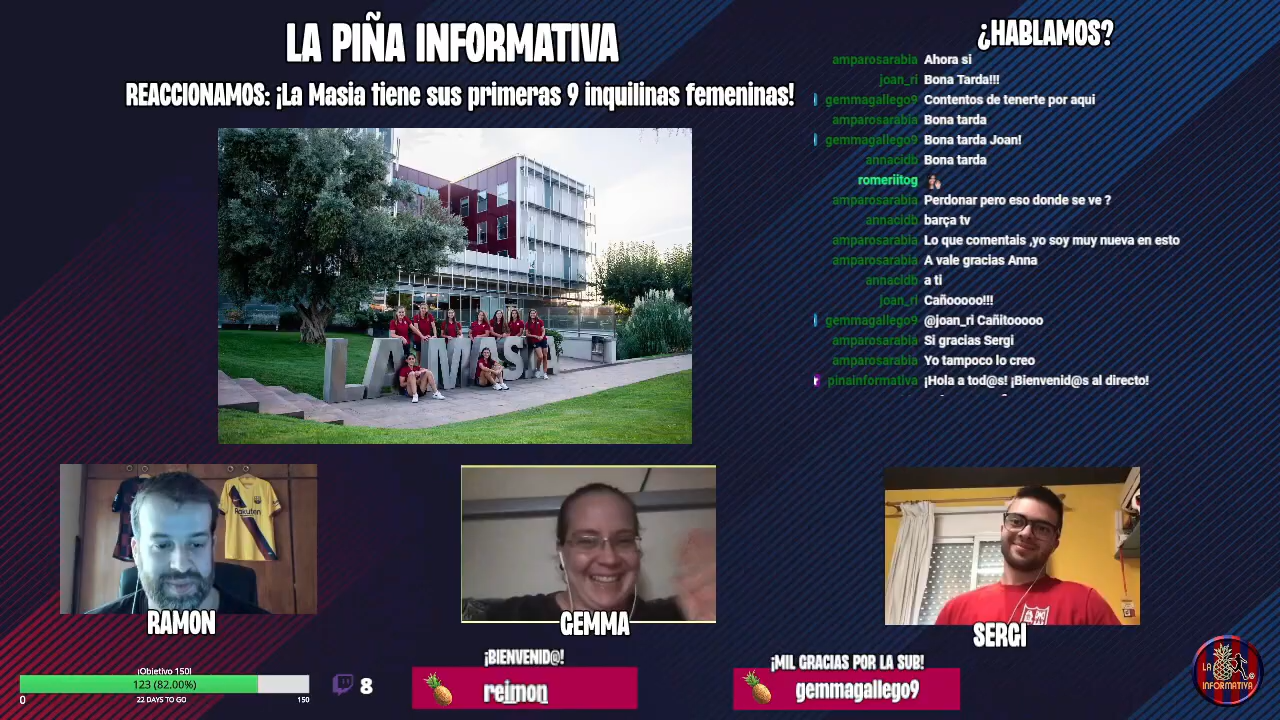 LA PIÑA INFORMATIVA
REACCIONAMOS: ¡La Masia tiene sus primeras 9 inquilinas femeninas!
LA MASIA
¿HABLAMOS?
amparosarabia Ahora si
joan_ri Bona Tarda!!!
gemmagallego9 Contentos de tenerte por aqui
amparosarabia Bona tarda
gemmagallego9 Bona tarda Joan!
annacidb Bona tarda
romeriitog
amparosarabia Perdonar pero eso donde se ve ?
annacidb barça tv
amparosarabia Lo que comentais ,yo soy muy nueva en esto
amparosarabia A vale gracias Anna
annacidb a ti
joan_ri Cañooooo!!!
gemmagallego9 @joan_ri Cañitooooo
amparosarabia Si gracias Sergi
amparosarabia Yo tampoco lo creo
pinainformativa ¡Hola a tod@s! ¡Bienvenid@s al directo!
Rakuten
RAMON
GEMMA
SERGI
¡Objetivo 150!
123 (82.00%)
0
22 DAYS TO GO
150
8
¡BIENVENID@!
reimon
¡MIL GRACIAS POR LA SUB!
gemmagallego9
LA
INFORMATIVA